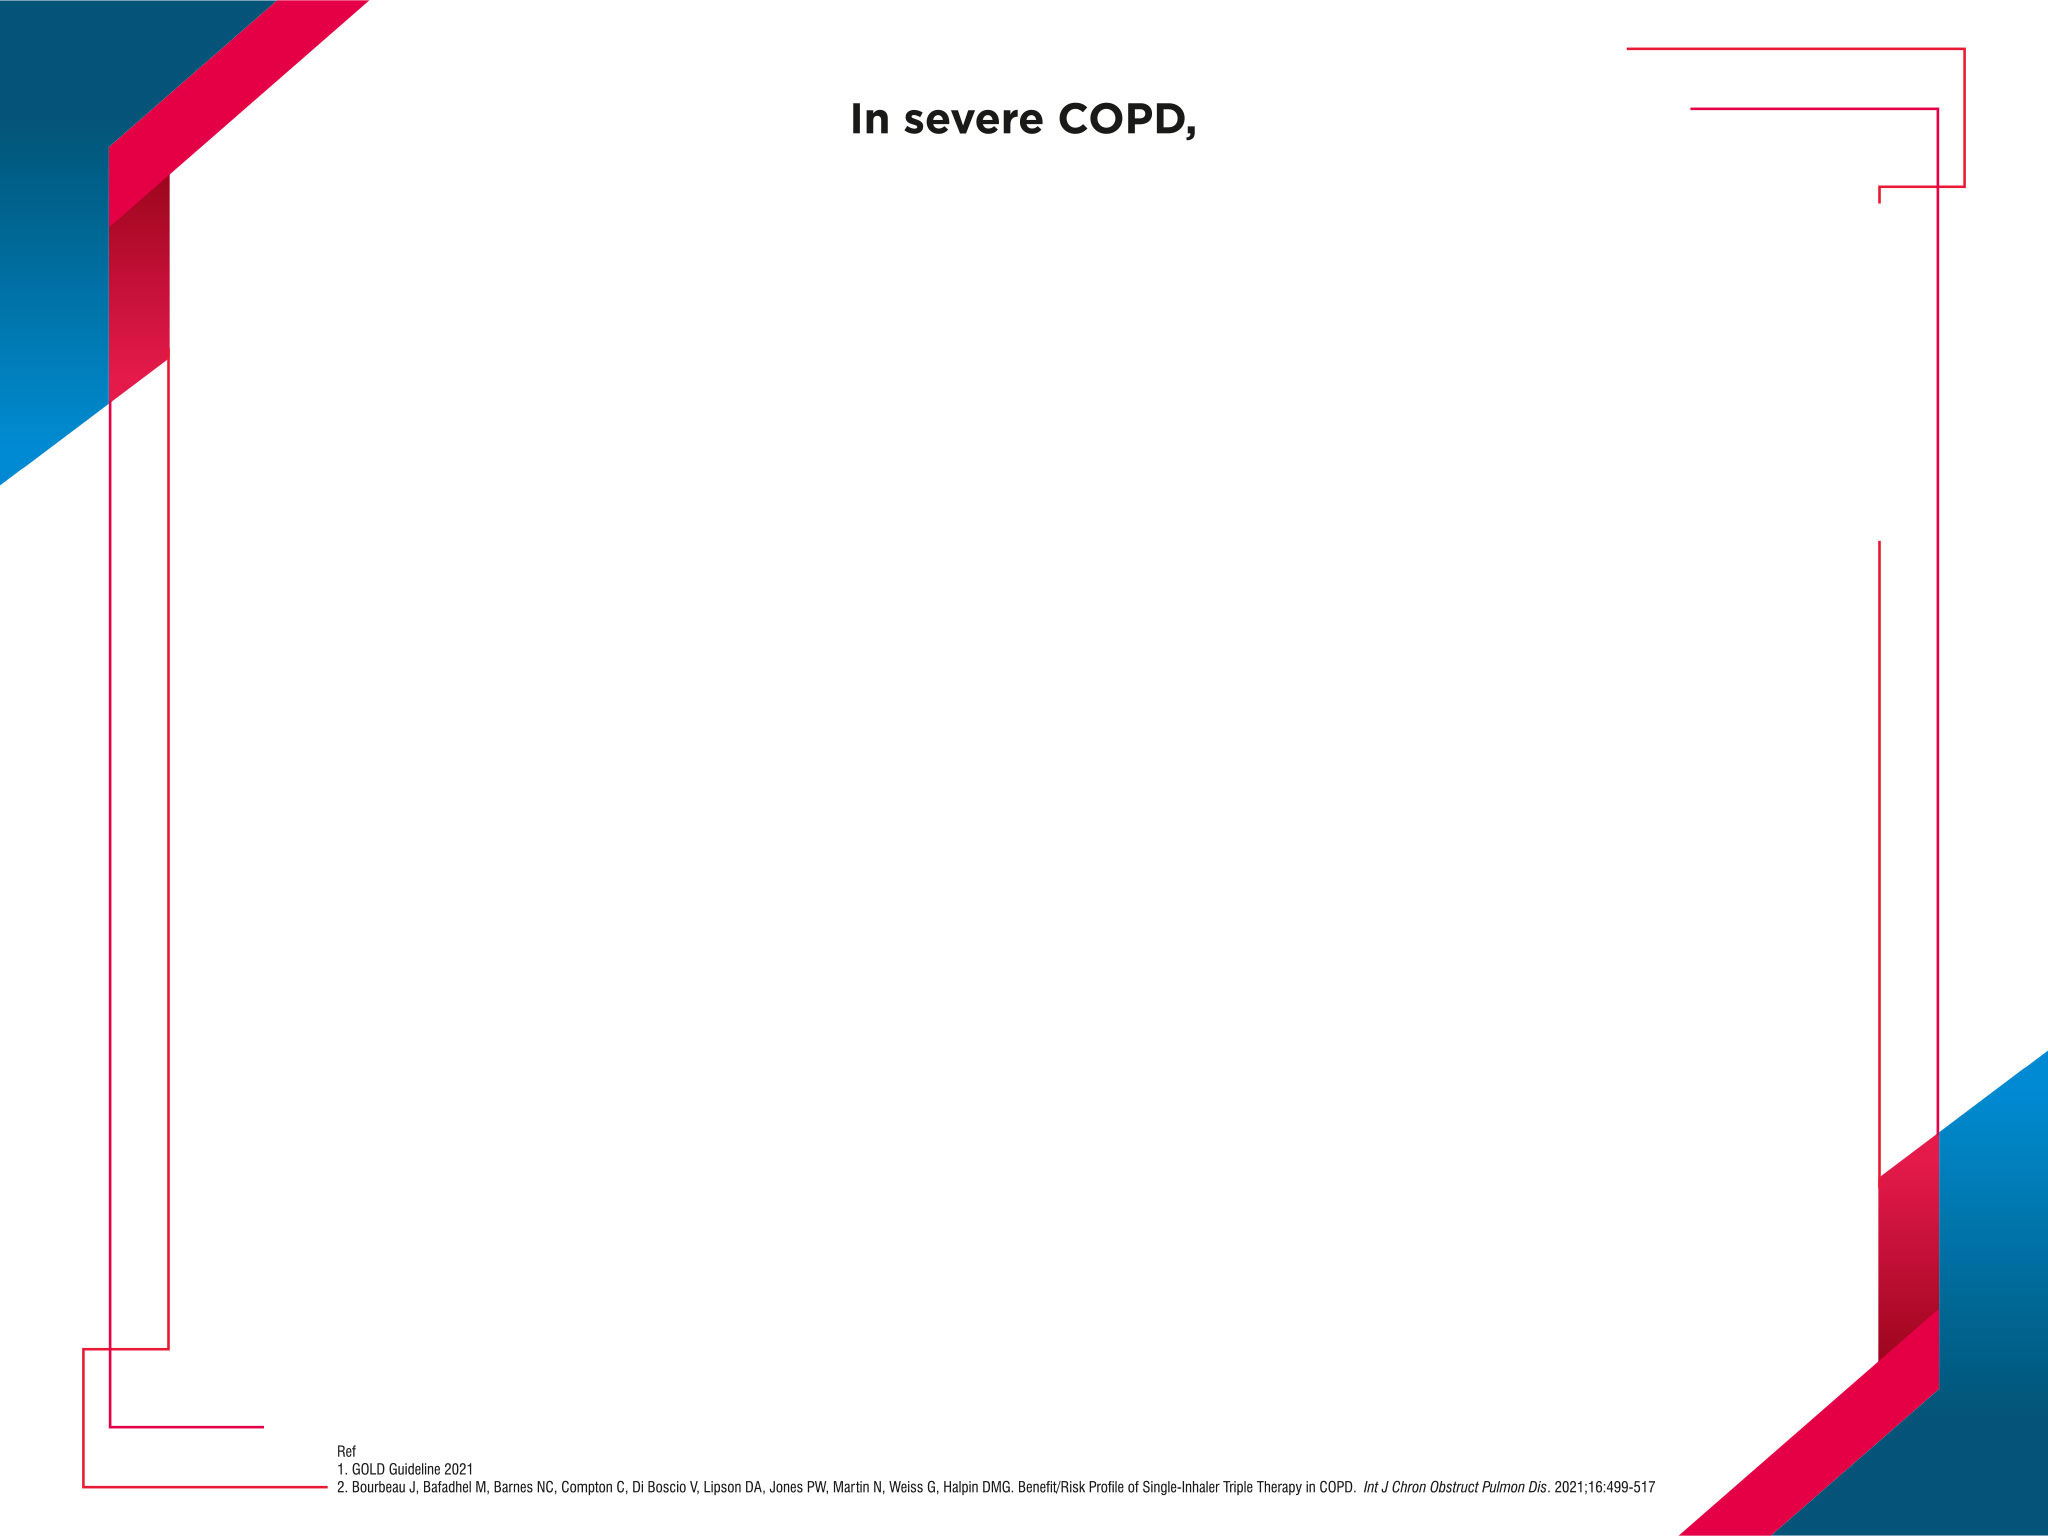 In severe COPD,
Ref
1. GOLD Guideline 2021
2. Bourbeau J, Bafadhel M, Barnes NC, Compton C, Di Boscio V, Lipson DA, Jones PW, Martin N, Weiss G, Halpin DMG. Benefit/Risk Profile of Single-Inhaler Triple Therapy in COPD. Int J Chron Obstruct Pulmon Dis. 2021;16:499-517